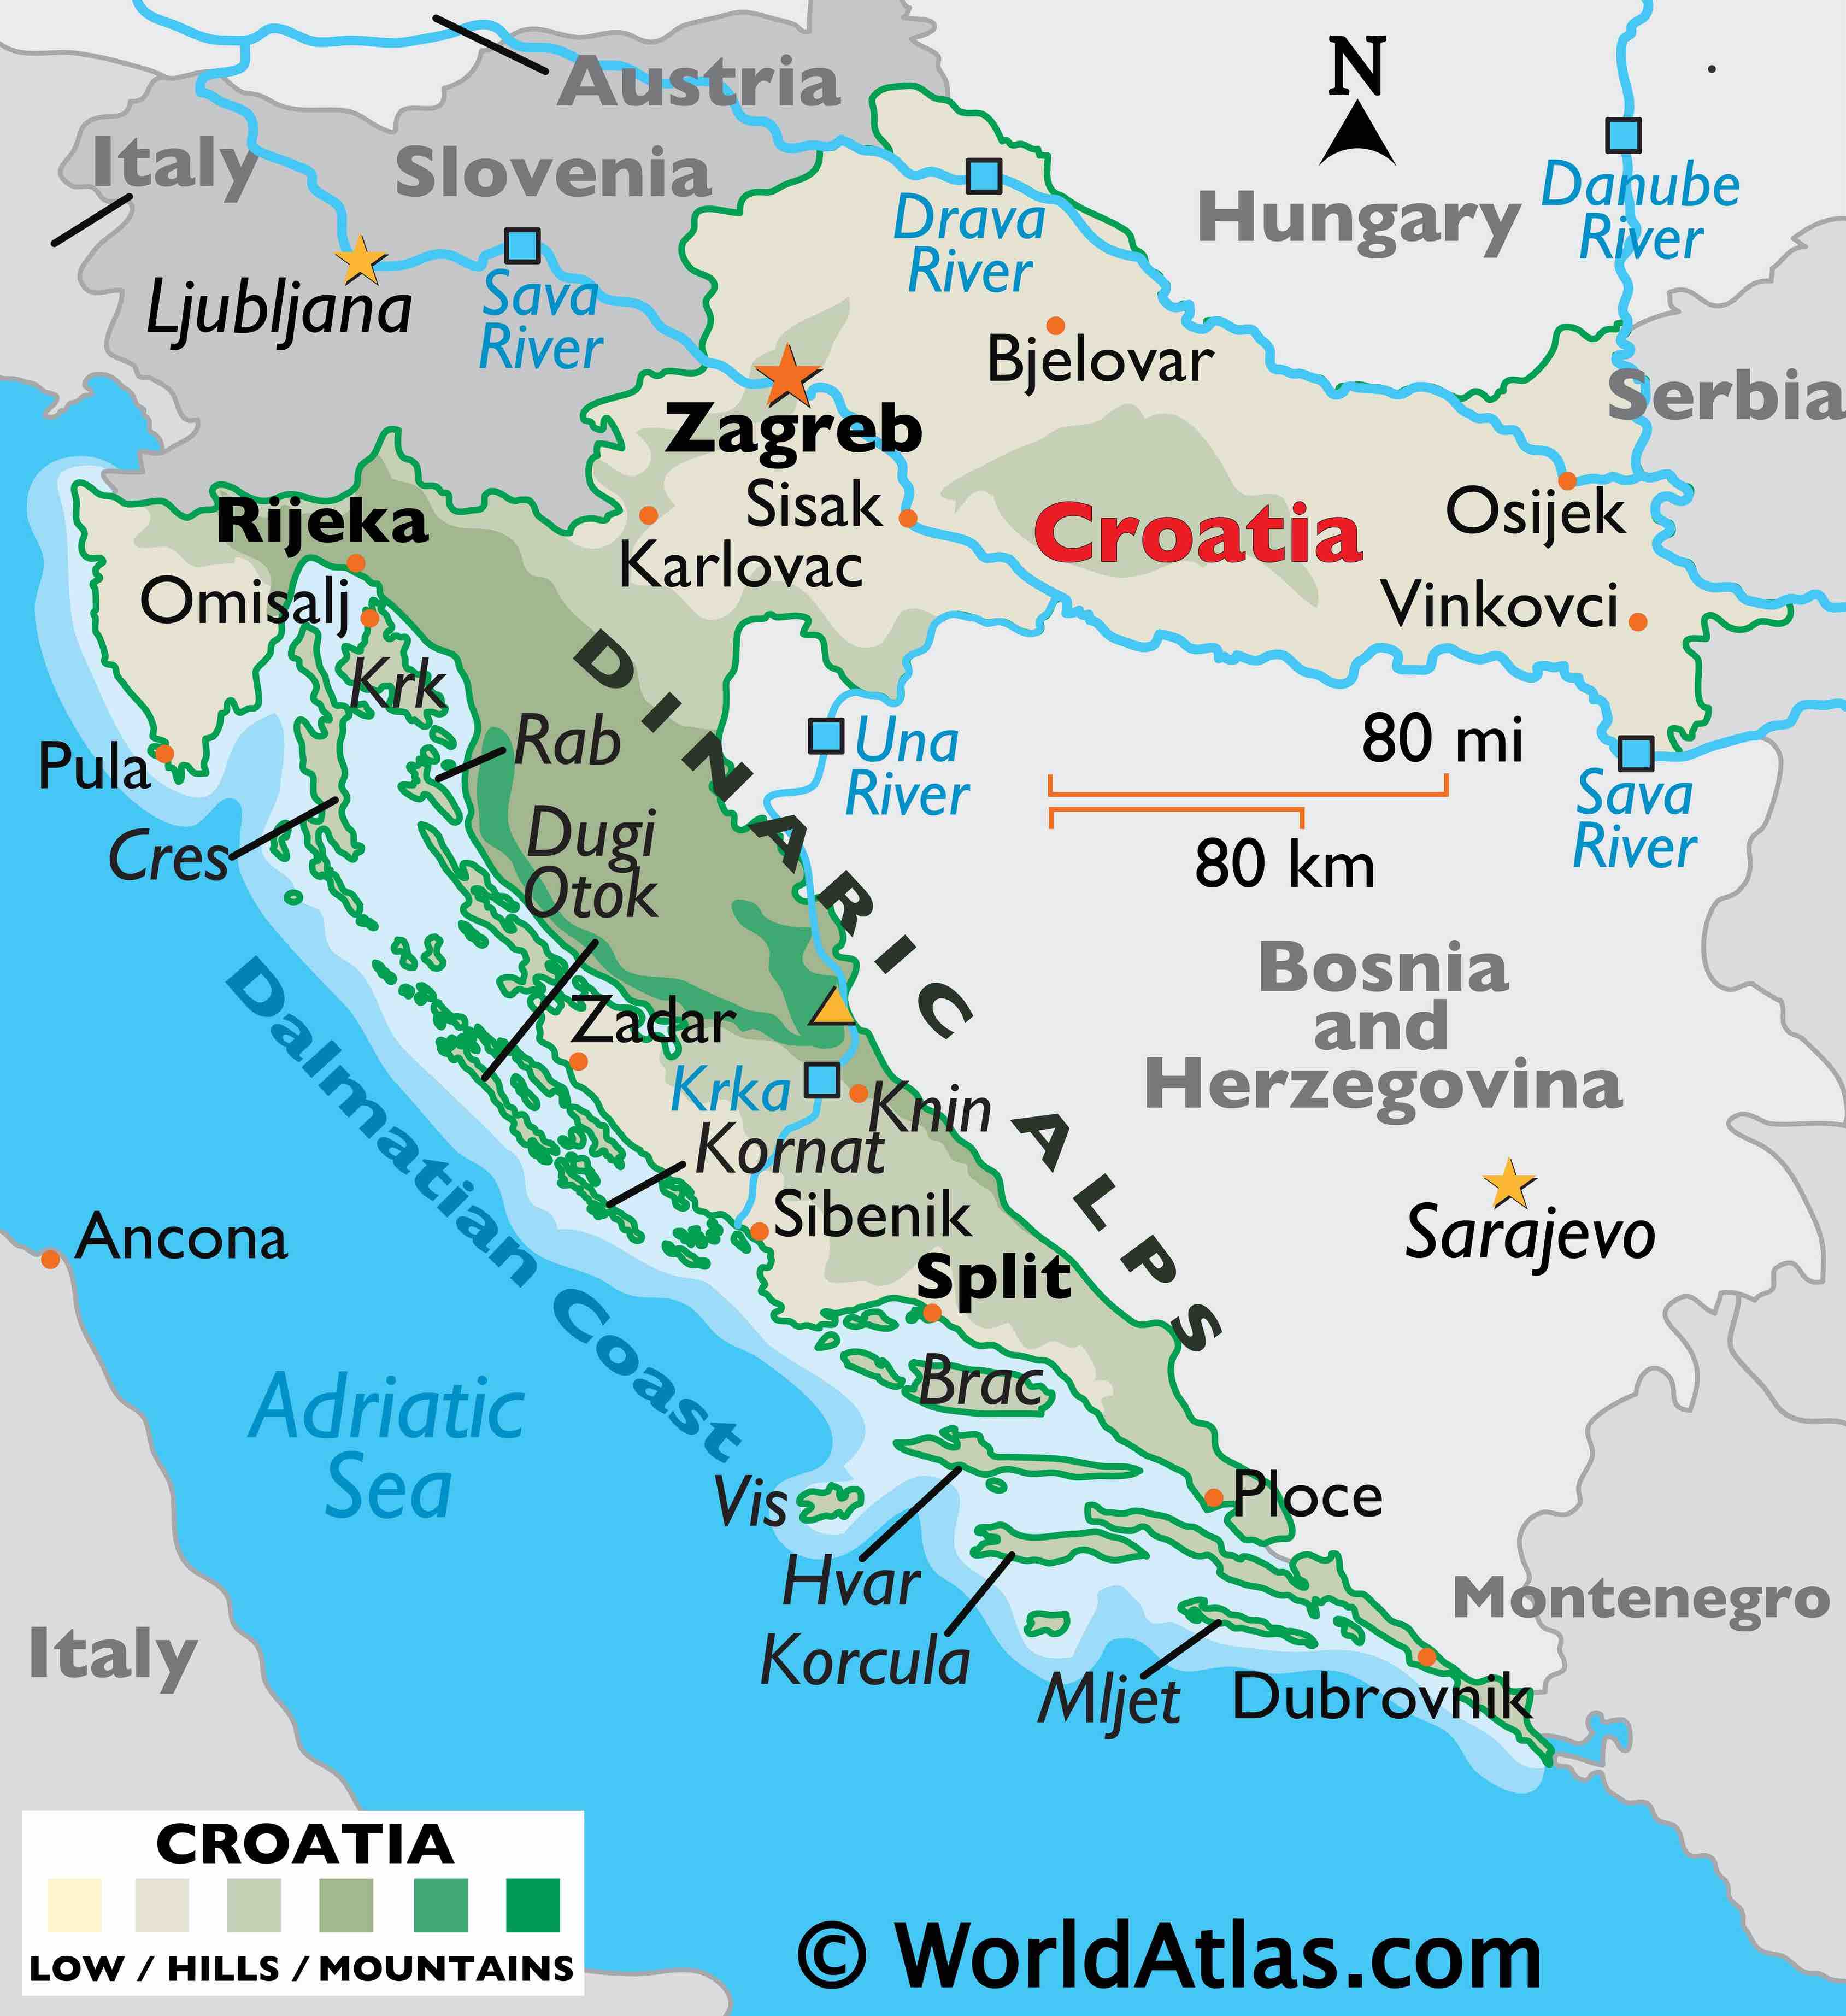 N
Austria
Italy
Slovenia
Hungary
Danube
River
Drava
River
Ljubljana
Sava
River
Bjelovar
Serbia
Zagreb
Sisak
Croatia
Osijek
Rijeka
Karlovac
Omisalj
Vinkovci
Krk
Rab
Pula
Una
River
80 mi
80 km
Sava
River
Cres
Dugi
Otok
DINARIC ALPS
Bosnia
and
Herzegovina
Dalmatian Coast
Zadar
Krka
Knin
Kornat
Sibenik
Sarajevo
Ancona
Split
Adriatic
Sea
Brac
Vis
Ploce
Hvar
Korcula
Montenegro
Mljet
Dubrovnik
Italy
CROATIA
LOW / HILLS / MOUNTAINS
© WorldAtlas.com